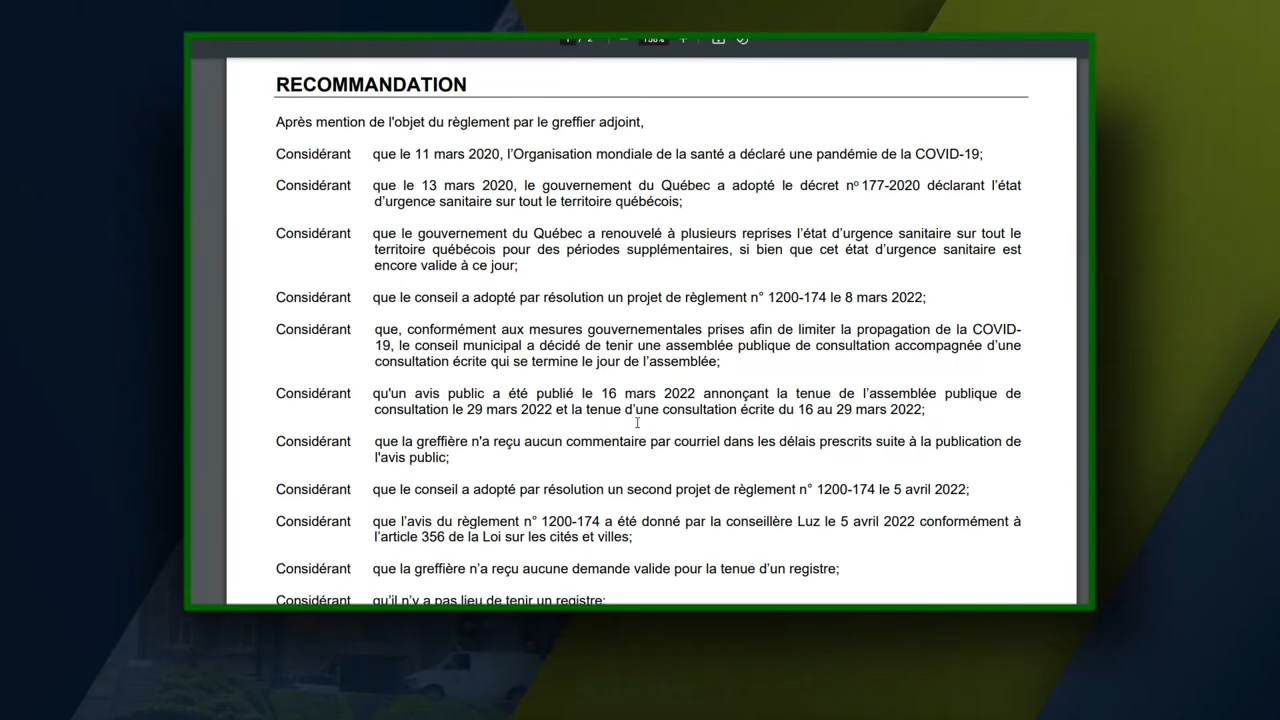 RECOMMANDATION
Après mention de l'objet du règlement par le greffier adjoint,
Considérant que le 11 mars 2020, l’Organisation mondiale de la santé a déclaré une pandémie de la COVID-19;
Considérant que le 13 mars 2020, le gouvernement du Québec a adopté le décret nº 177-2020 déclarant l’état
d’urgence sanitaire sur tout le territoire québécois;
Considérant que le gouvernement du Québec a renouvelé à plusieurs reprises l’état d’urgence sanitaire sur tout le
territoire québécois pour des périodes supplémentaires, si bien que cet état d’urgence sanitaire est
encore valide à ce jour;
Considérant que le conseil a adopté par résolution un projet de règlement n° 1200-174 le 8 mars 2022;
Considérant que, conformément aux mesures gouvernementales prises afin de limiter la propagation de la COVID-
19, le conseil municipal a décidé de tenir une assemblée publique de consultation accompagnée d’une
consultation écrite qui se termine le jour de l’assemblée;
Considérant qu'un avis public a été publié le 16 mars 2022 annonçant la tenue de l’assemblée publique de
consultation le 29 mars 2022 et la tenue d’une consultation écrite du 16 au 29 mars 2022;
Considérant que la greffière n'a reçu aucun commentaire par courriel dans les délais prescrits suite à la publication de
l'avis public;
Considérant que le conseil a adopté par résolution un second projet de règlement n° 1200-174 le 5 avril 2022;
Considérant que l’avis du règlement n° 1200-174 a été donné par la conseillère Luz le 5 avril 2022 conformément à
l’article 356 de la Loi sur les cités et villes;
Considérant que la greffière n’a reçu aucune demande valide pour la tenue d’un registre;
Considérant qu’il n’y a pas lieu de tenir un registre;